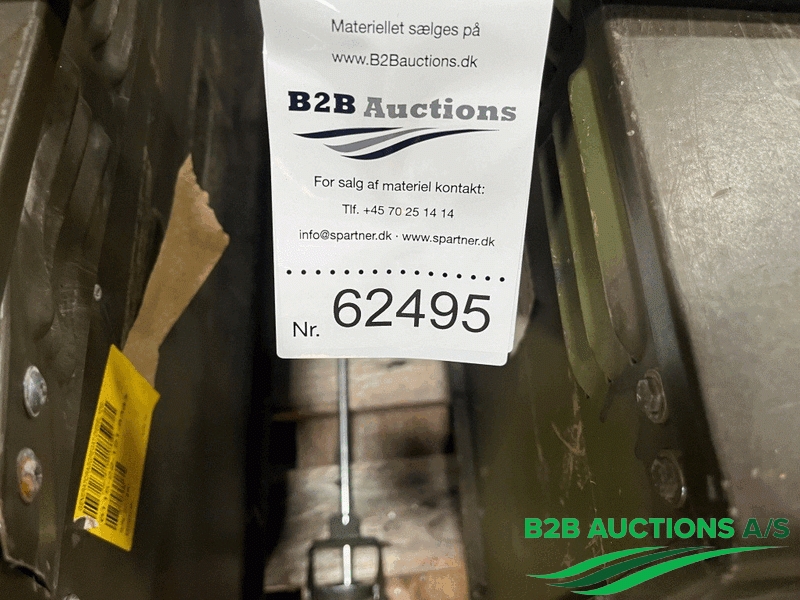 Materiellet sælges på
www.B2Bauctions.dk
B2B Auctions
For salg af materiel kontakt:
Tlf. +45 70 25 14 14
info@spartner.dk · www.spartner.dk
Nr. 62495
B2B AUCTIONS A/S